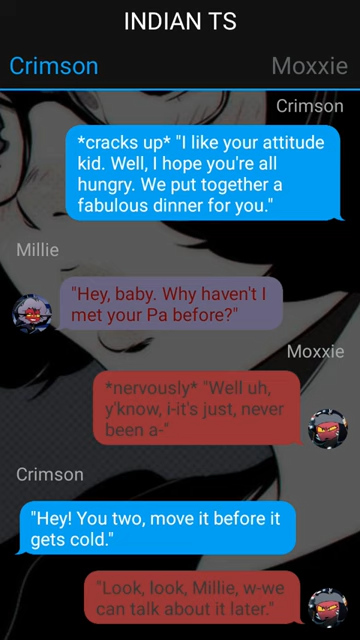 INDIAN TS
Crimson
Moxxie
Crimson
*cracks up* "I like your attitude
kid. Well, I hope you're all
hungry. We put together a
fabulous dinner for you."
Millie
"Hey, baby. Why haven't I
met your Pa before?"
Moxxie
*nervously* "Well uh,
y'know, i-it's just, never
been a-"
Crimson
"Hey! You two, move it before it
gets cold."
"Look, look, Millie, w-we
can talk about it later."